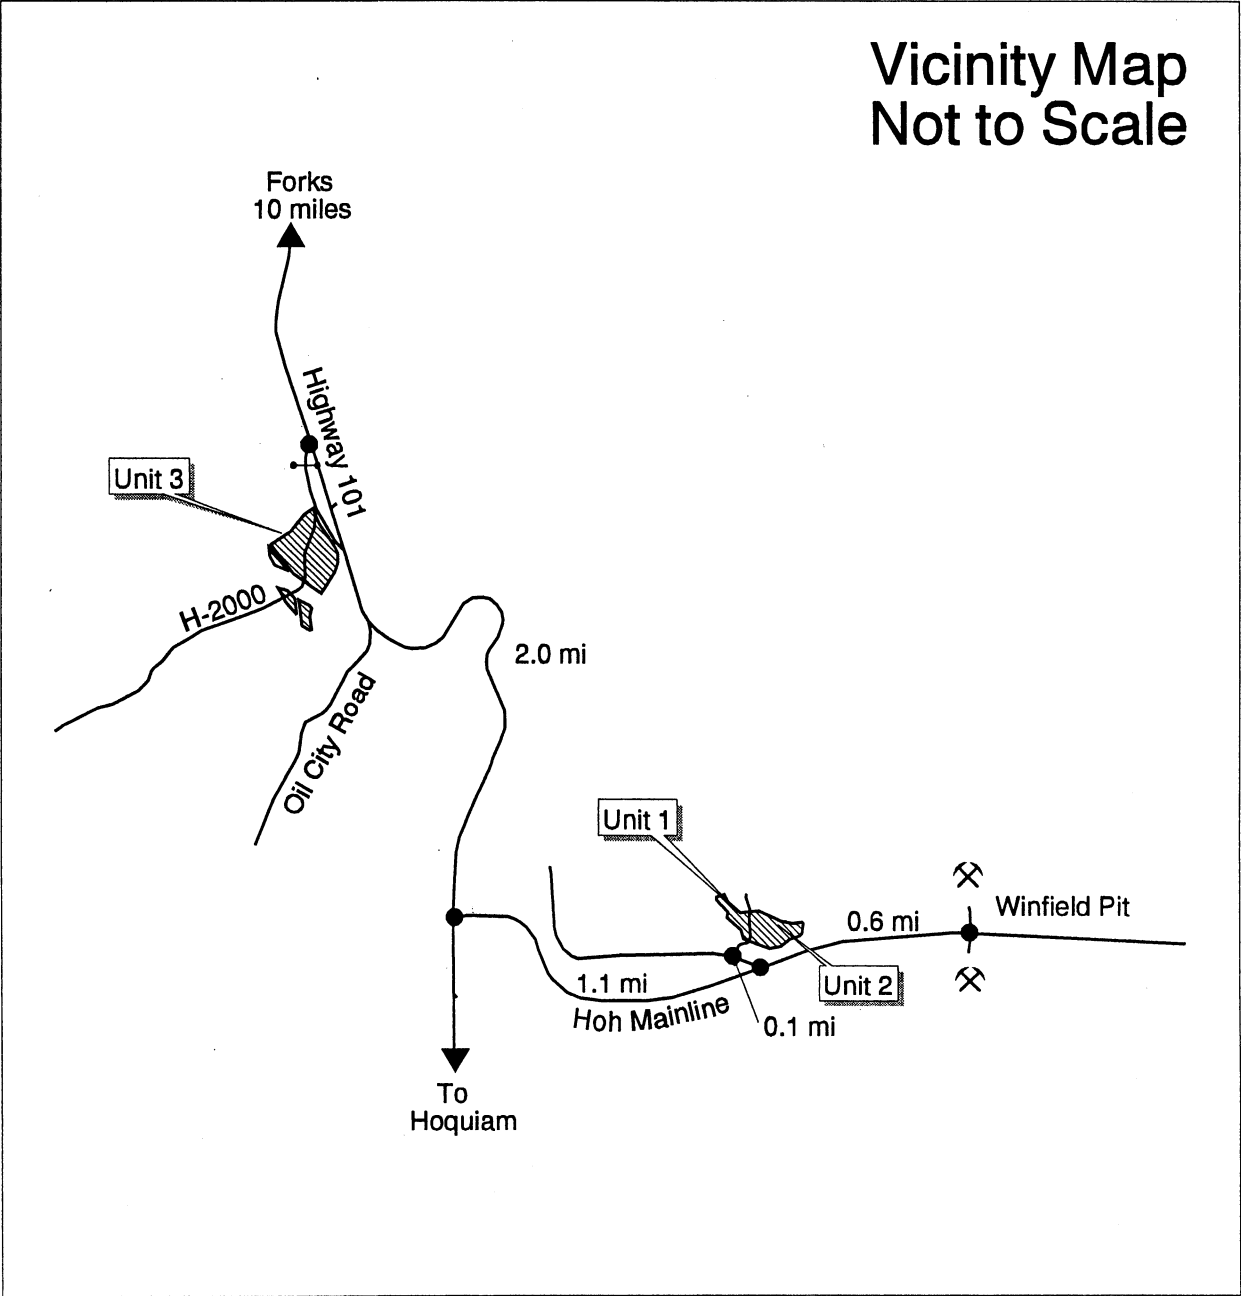 Vicinity Map
Not to Scale
Forks
10 miles
Highway 101
Unit 3
H-2000
2.0 mi
Oil City Road
Unit 1
0.6 mi
Winfield Pit
1.1 mi
Unit 2
Hoh Mainline
0.1 mi
To
Hoquiam